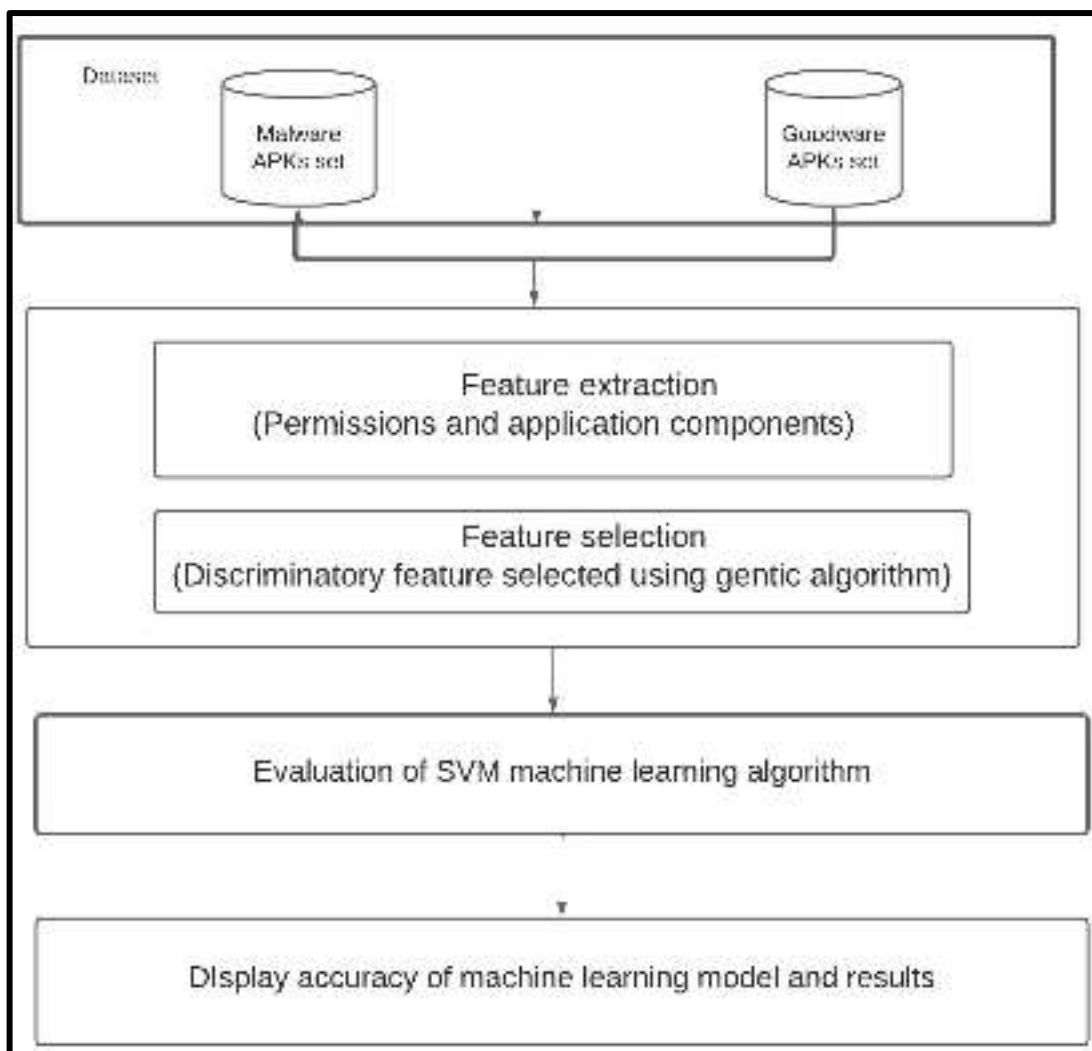 Dataset
Malware
APKs set
Goodware
APKs set
Feature extraction
(Permissions and application components)
Feature selection
(Discriminatory feature selected using gentic algorithm)
Evaluation of SVM machine learning algorithm
DIsplay accuracy of machine learning model and results